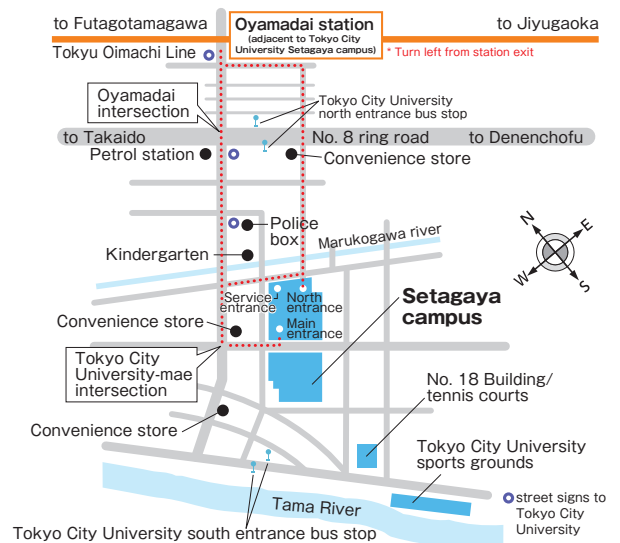 to Futagotamagawa
Oyamadai station
(adjacent to Tokyo City
University Setagaya campus)
to Jiyugaoka
Tokyu Oimachi Line
* Turn left from station exit
Oyamadai
intersection
Tokyo City University
north entrance bus stop
to Takaido
No. 8 ring road
to Denenchofu
Petrol station
Convenience store
Police
box
Kindergarten
Marukogawa river
N
E
W
S
Service
entrance
North
entrance
Main
entrance
Setagaya
campus
Convenience store
Tokyo City
University-mae
intersection
No. 18 Building/
tennis courts
Convenience store
Tokyo City University
sports grounds
Tama River
street signs to
Tokyo City
University
Tokyo City University south entrance bus stop